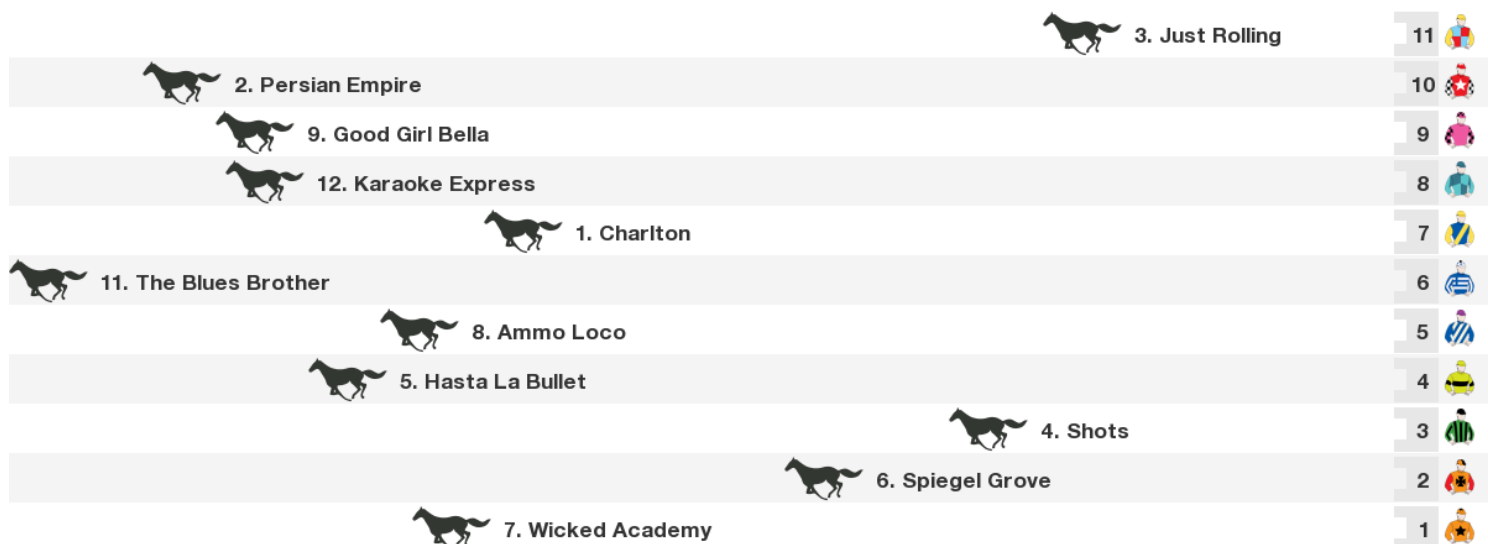 3. Just Rolling 11
2. Persian Empire 10
9. Good Girl Bella 9
12. Karaoke Express 8
1. Charlton 7
11. The Blues Brother 6
8. Ammo Loco 5
5. Hasta La Bullet 4
4. Shots 3
6. Spiegel Grove 2
7. Wicked Academy 1